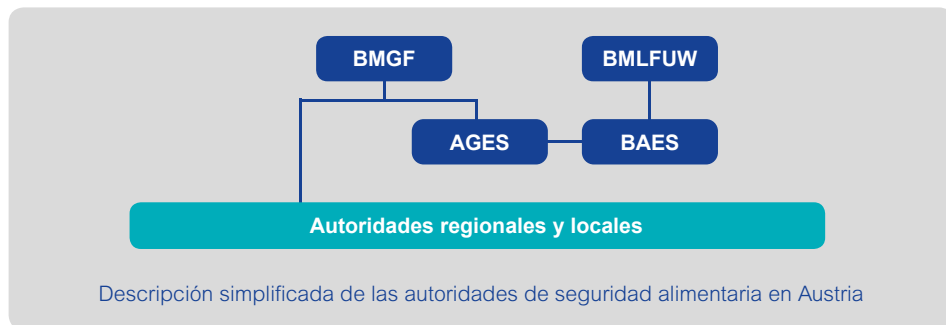 BMGF
BMLFUW
AGES
BAES
Autoridades regionales y locales
Descripción simplificada de las autoridades de seguridad alimentaria en Austria